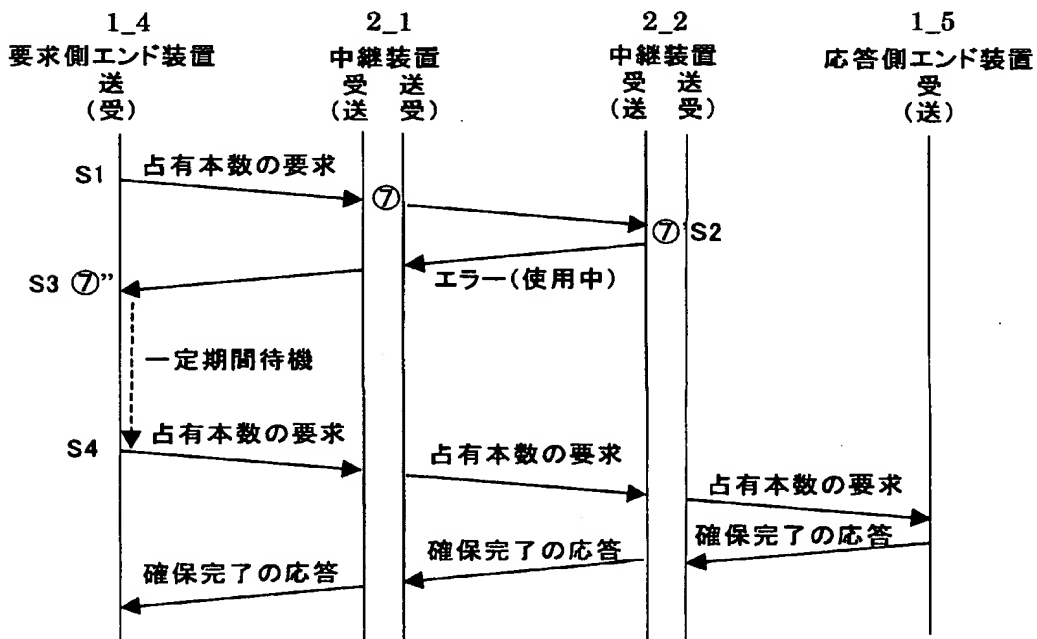 1_4 2_1 2_2 1_5
要求側エンド装置 中継装置 中継装置 応答側エンド装置
送 受 送 受 送 受
(受) (送 受) (送 受) (送)
占有本数の要求
S1
⑦
⑦' S2
エラー(使用中)
S3 ⑦”
一定期間待機
占有本数の要求
S4
占有本数の要求
占有本数の要求
確保完了の応答
確保完了の応答
確保完了の応答